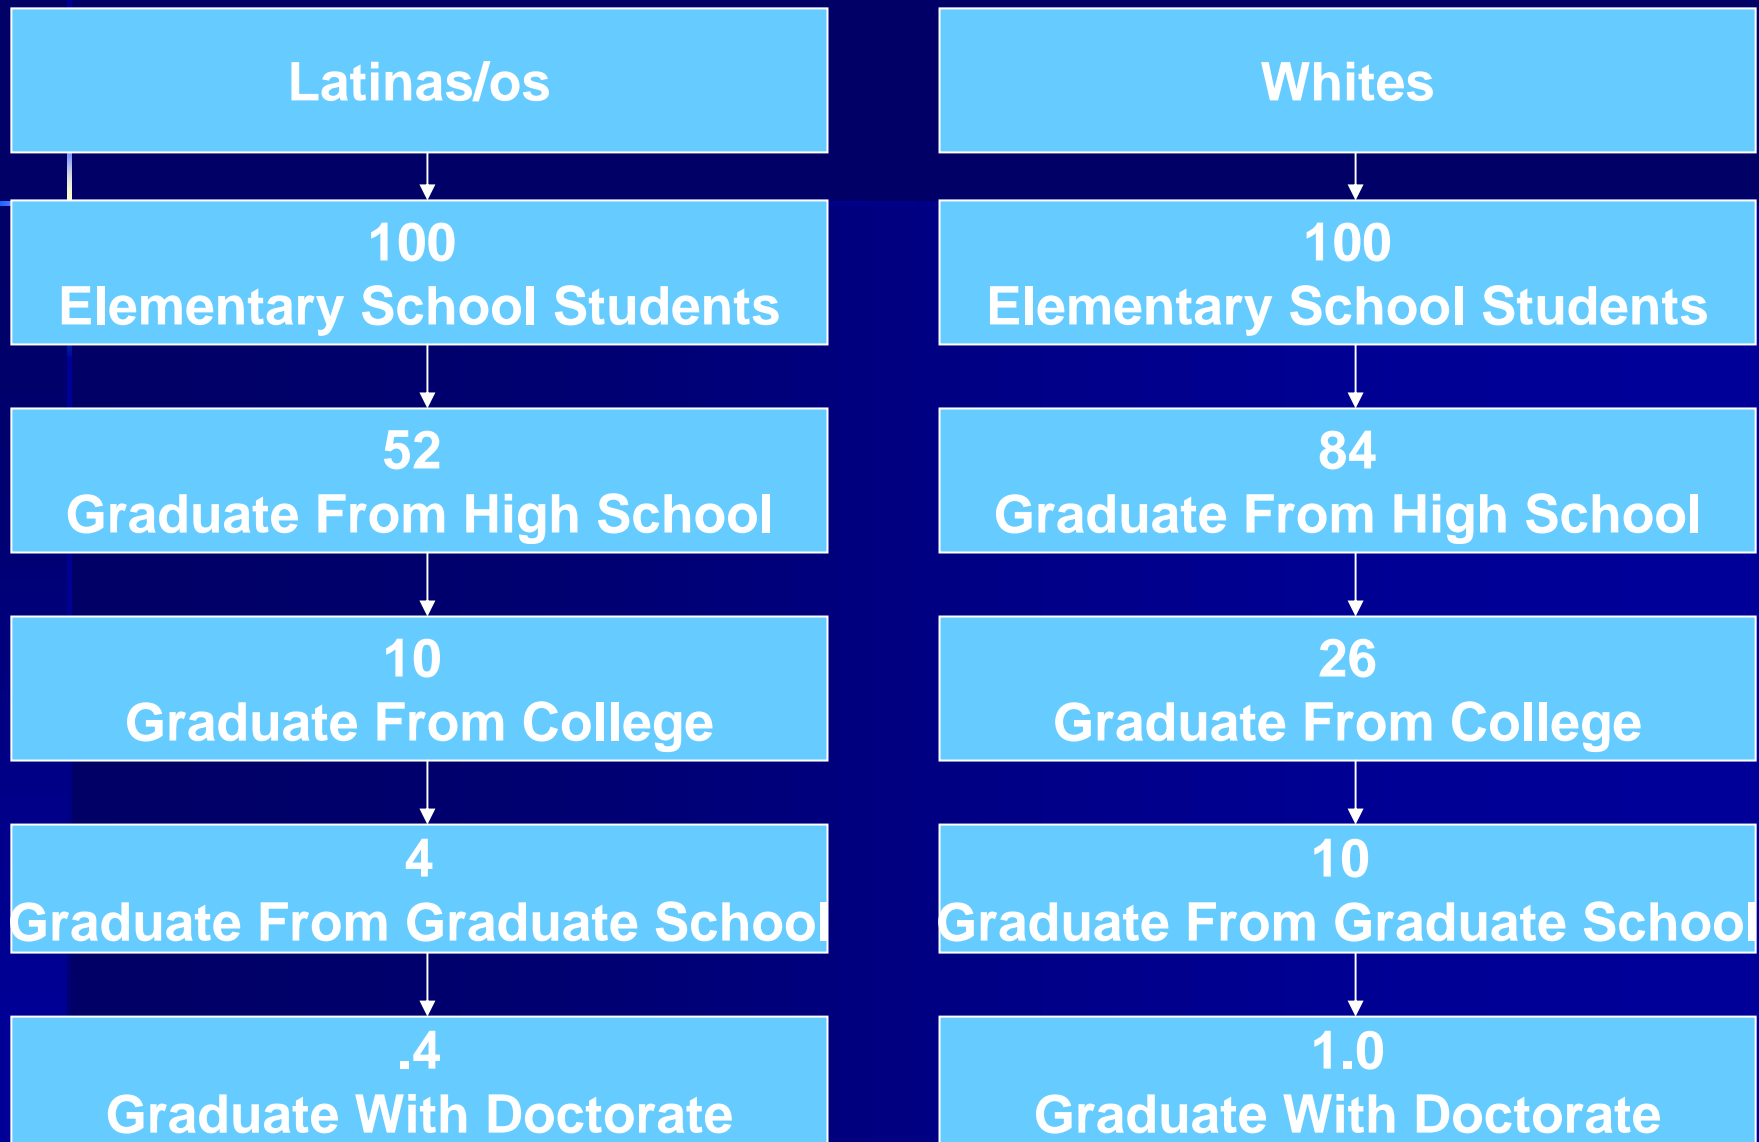 Latinas/os
100
Elementary School Students
52
Graduate From High School
10
Graduate From College
4
Graduate From Graduate School
.4
Graduate With Doctorate
Whites
100
Elementary School Students
84
Graduate From High School
26
Graduate From College
10
Graduate From Graduate School
1.0
Graduate With Doctorate